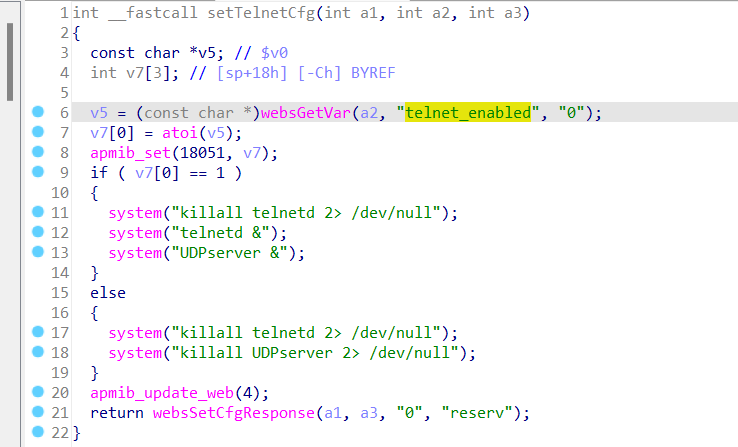 1 int __fastcall setTelnetCfg(int a1, int a2, int a3)
2 {
3   const char *v5; // $v0
4   int v7[3]; // [sp+18h] [-Ch] BYREF
5
6   v5 = (const char *)websGetVar(a2, "telnet_enabled", "0");
7   v7[0] = atoi(v5);
8   apmib_set(18051, v7);
9   if ( v7[0] == 1 )
10   {
11     system("killall telnetd 2> /dev/null");
12     system("telnetd &");
13     system("UDPserver &");
14   }
15   else
16   {
17     system("killall telnetd 2> /dev/null");
18     system("killall UDPserver 2> /dev/null");
19   }
20   apmib_update_web(4);
21   return websSetCfgResponse(a1, a3, "0", "reserv");
22 }